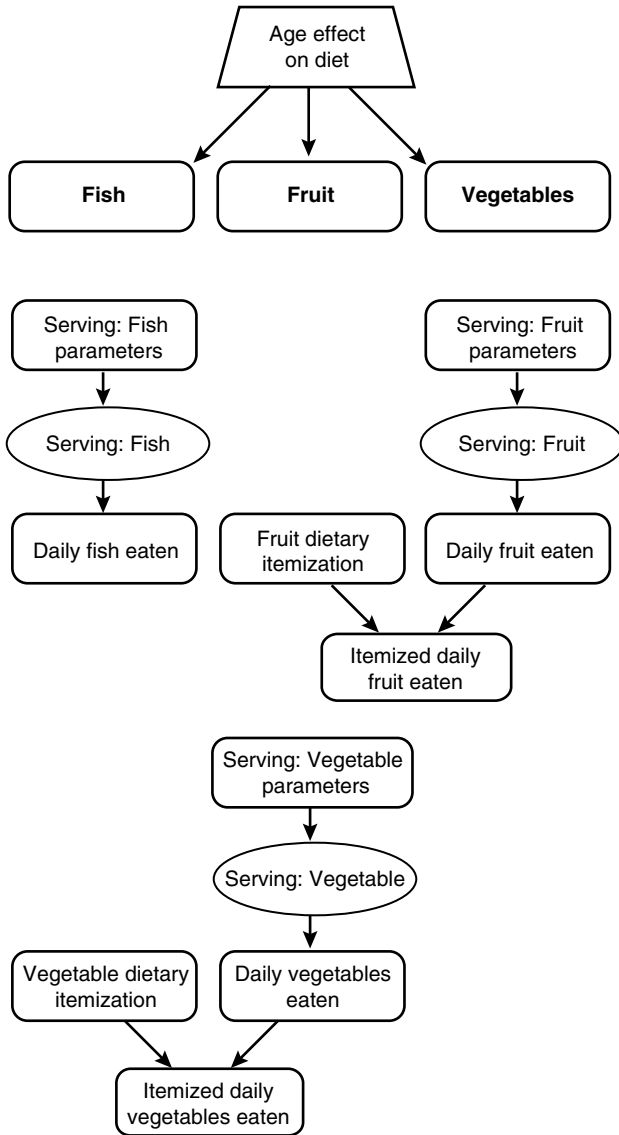 Age effect
on diet
Fish
Fruit
Vegetables
Serving: Fish
parameters
Serving: Fruit
parameters
Serving: Fish
Serving: Fruit
Daily fish eaten
Fruit dietary
itemization
Daily fruit eaten
Itemized daily
fruit eaten
Serving: Vegetable
parameters
Serving: Vegetable
Vegetable dietary
itemization
Daily vegetables
eaten
Itemized daily
vegetables eaten